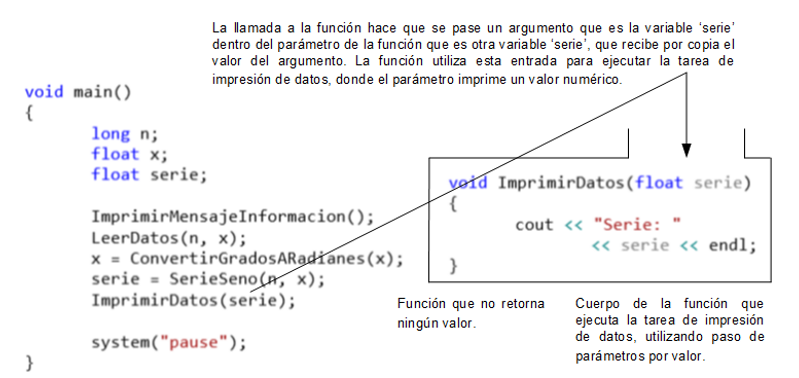 La llamada a la función hace que se pase un argumento que es la variable ‘serie’
dentro del parámetro de la función que es otra variable ‘serie’, que recibe por copia el
valor del argumento. La función utiliza esta entrada para ejecutar la tarea de
impresión de datos, donde el parámetro imprime un valor numérico.
void main()
{
long n;
float x;
float serie;
ImprimirMensajeInformacion();
LeerDatos(n, x);
x = ConvertirGradosARadianes(x);
serie = SerieSeno(n, x);
ImprimirDatos(serie);
system("pause");
}
void ImprimirDatos(float serie)
{
cout << "Serie: "
<< serie << endl;
}
Función que no retorna
ningún valor.
Cuerpo de la función que
ejecuta la tarea de impresión
de datos, utilizando paso de
parámetros por valor.